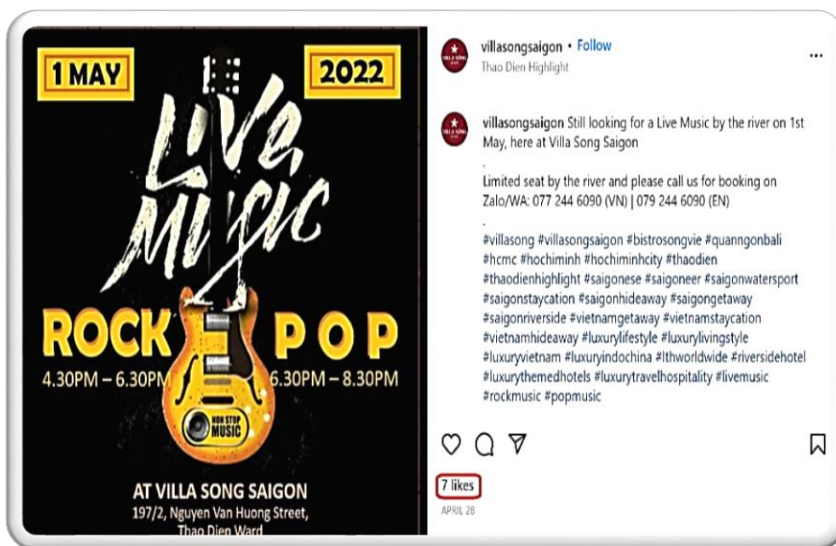 1 MAY
2022
LIVE
MUSIC
ROCK
POP
4.30PM – 6.30PM
6.30PM – 8.30PM
NON STOP
MUSIC
AT VILLA SONG SAIGON
197/2, Nguyen Van Huong Street,
Thao Dien Ward
villasongsaigon • Follow
Thao Dien Highlight
villasongsaigon Still looking for a Live Music by the river on 1st
May, here at Villa Song Saigon
.
Limited seat by the river and please call us for booking on
Zalo/WA: 077 244 6090 (VN) | 079 244 6090 (EN)
.
#villasong #villasongsaigon #bistrosongvie #quanngonbali
#hcmc #hochiminh #hochiminhcity #thaodien
#thaodienhighlight #saigonese #saigoneer #saigonwatersport
#saigonstaycation #saigonhideaway #saigongetaway
#saigonriverside #vietnamgetaway #vietnamstaycation
#vietnamhideaway #luxurylifestyle #luxurylivingstyle
#luxuryvietnam #luxuryindochina #lthworldwide #riversidehotel
#luxurythemedhotels #luxurytravelhospitality #livemusic
#rockmusic #popmusic
7 likes
APRIL 28